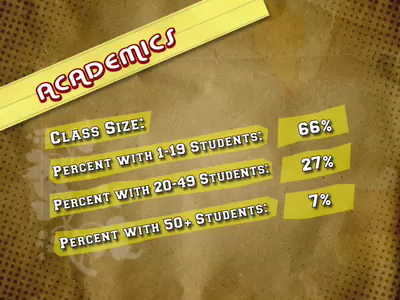 Academics
Class Size:
Percent with 1-19 Students: 66%
Percent with 20-49 Students: 27%
Percent with 50+ Students: 7%